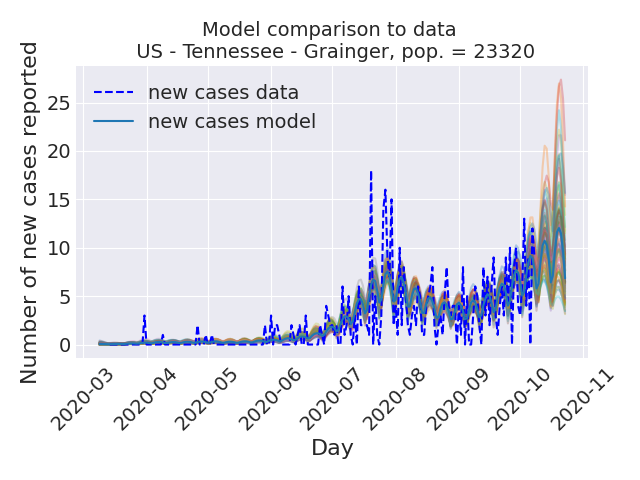 Model comparison to data
US - Tennessee - Grainger, pop. = 23320
Number of new cases reported
new cases data
new cases model
25
20
15
10
5
0
2020-03
2020-04
2020-05
2020-06
2020-07
2020-08
2020-09
2020-10
2020-11
Day